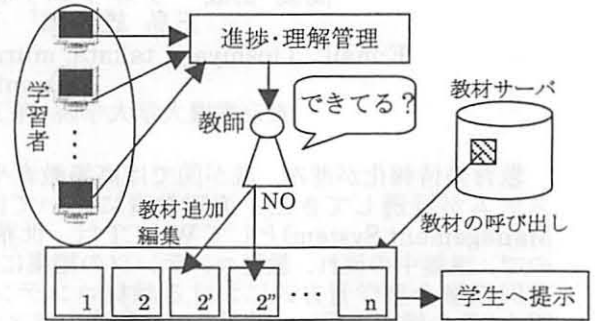 進捗・理解管理
学習者
教師
できてる?
教材サーバ
NO
教材追加
編集
教材の呼び出し
1 2 2' 2'' … n
学生へ提示